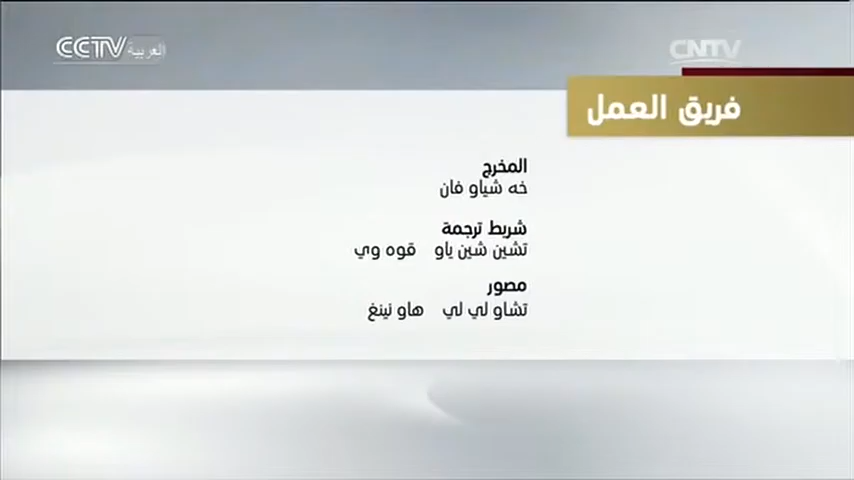 CCTV العربية
CNTV
فريق العمل
المخرج
خه شياو فان
شريط ترجمة
تشين شين ياو قوه وي
مصور
تشاو لي لي هاو نينغ